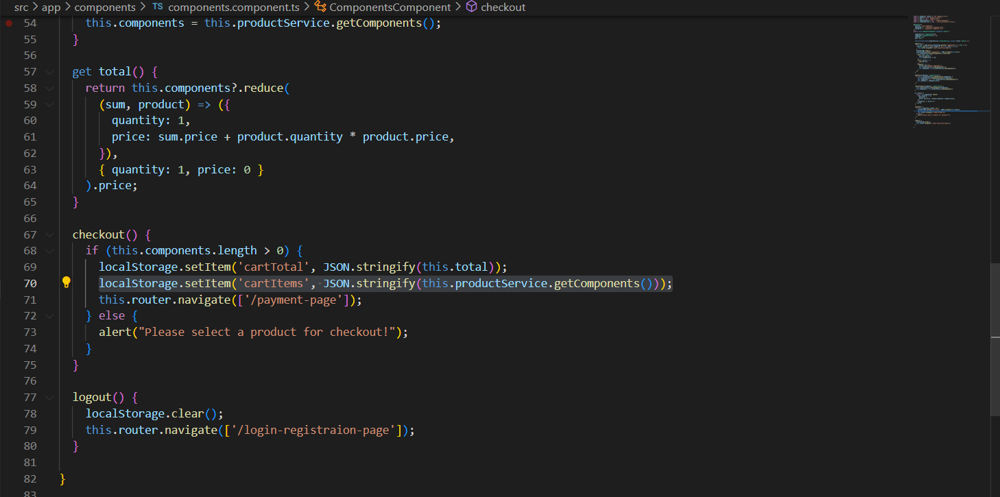 src > app > components > TS components.component.ts > ComponentsComponent > checkout
54 this.components = this.productService.getComponents();
55 }
56
57 get total() {
58 return this.components?.reduce(
59 (sum, product) => ({
60 quantity: 1,
61 price: sum.price + product.quantity * product.price,
62 }),
63 { quantity: 1, price: 0 }
64 ).price;
65 }
66
67 checkout() {
68 if (this.components.length > 0) {
69 localStorage.setItem('cartTotal', JSON.stringify(this.total));
70 localStorage.setItem('cartItems', JSON.stringify(this.productService.getComponents()));
71 this.router.navigate(['/payment-page']);
72 } else {
73 alert("Please select a product for checkout!");
74 }
75 }
76
77 logout() {
78 localStorage.clear();
79 this.router.navigate(['/login-registraion-page']);
80 }
81
82 }
83